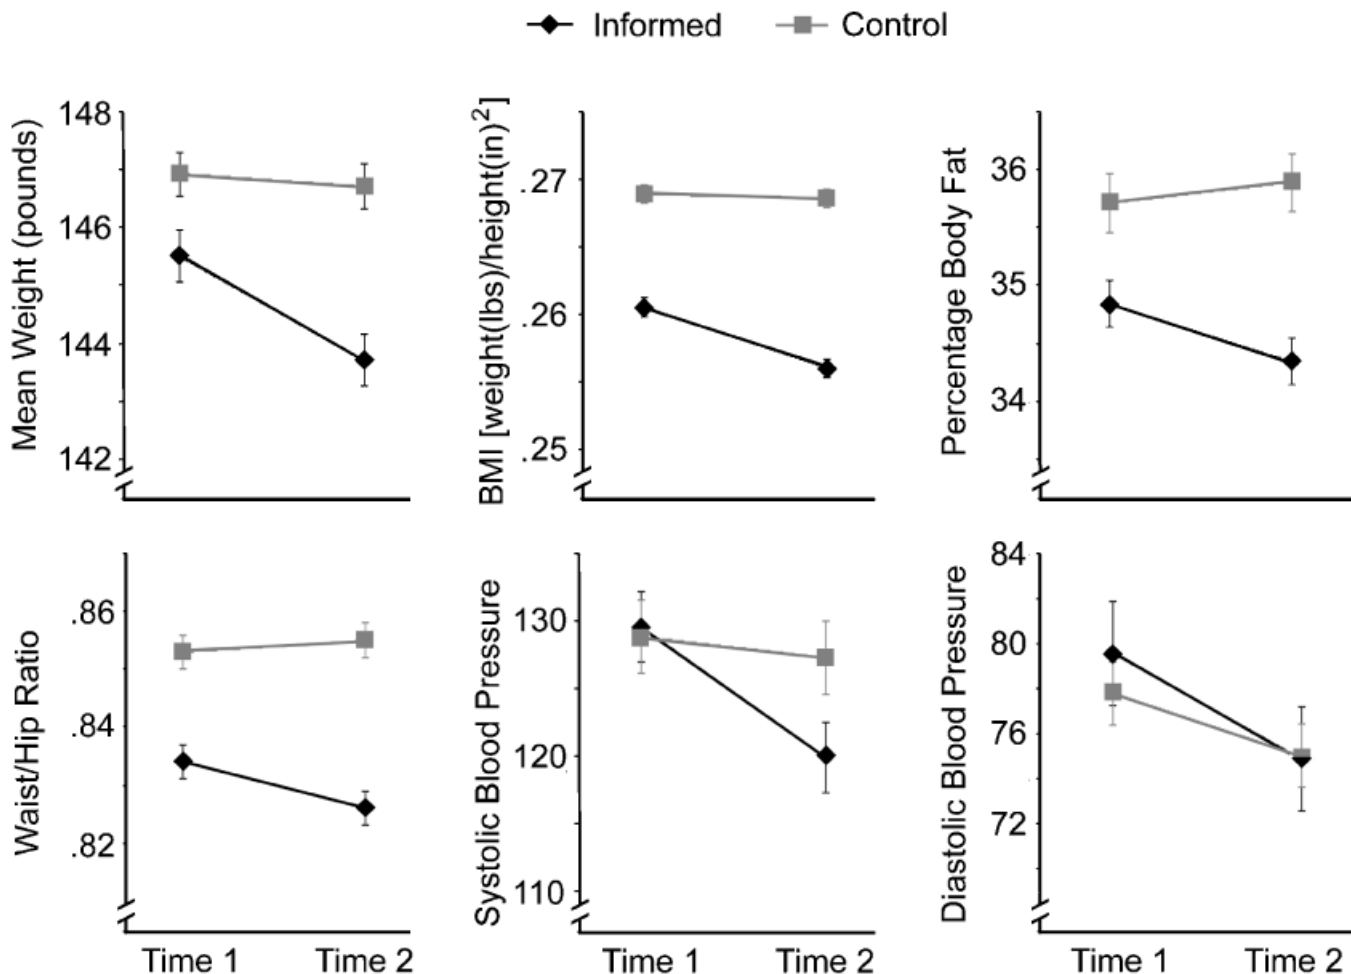 Informed Control
Mean Weight (pounds)
148
146
144
142
BMI [weight(lbs)/height(in)²]
.27
.26
.25
Percentage Body Fat
36
35
34
Waist/Hip Ratio
.86
.84
.82
Time 1 Time 2
Systolic Blood Pressure
130
120
110
Time 1 Time 2
Diastolic Blood Pressure
84
80
76
72
Time 1 Time 2